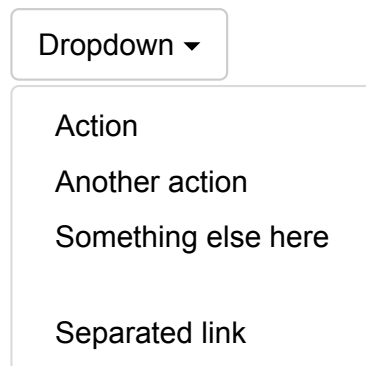 Dropdown
Action
Another action
Something else here
Separated link